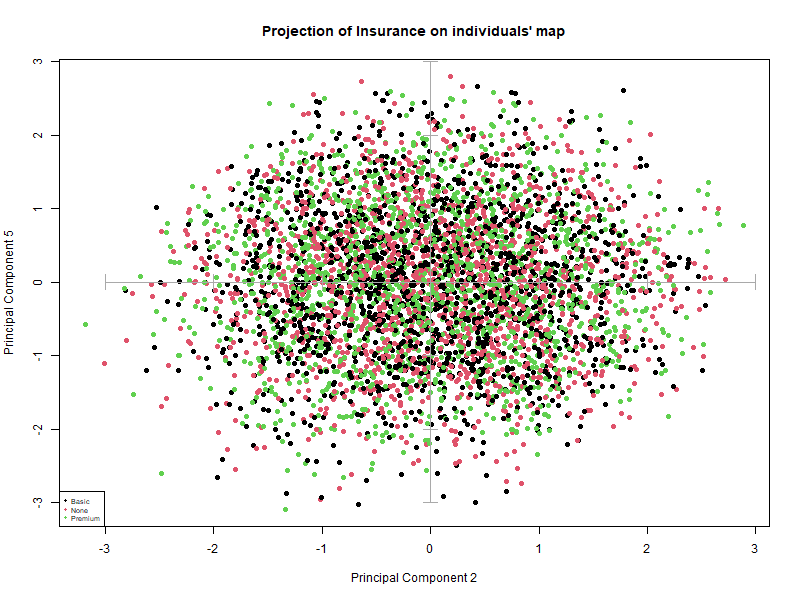 Projection of Insurance on individuals' map
Principal Component 5
3
2
1
0
-1
-2
-3
Basic
None
Premium
-3
-2
-1
0
1
2
3
Principal Component 2